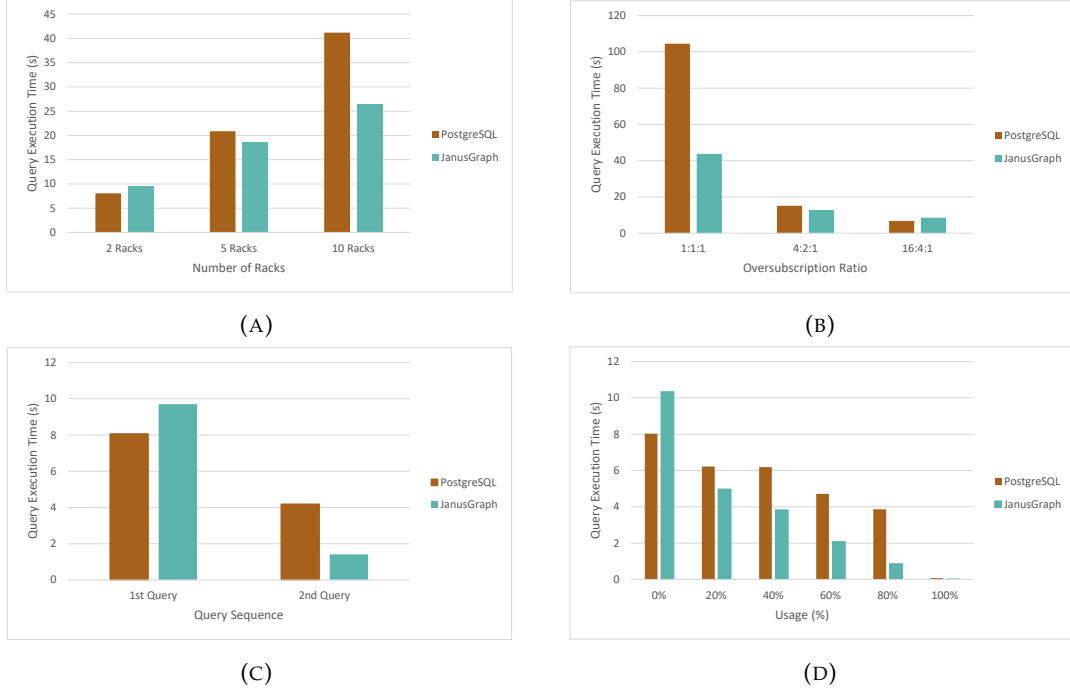 45
40
35
30
25
20
15
10
5
0
Query Execution Time (s)
2 Racks 5 Racks 10 Racks
Number of Racks
PostgreSQL
JanusGraph
(A)
120
100
80
60
40
20
0
Query Execution Time (s)
1:1:1 4:2:1 16:4:1
Oversubscription Ratio
PostgreSQL
JanusGraph
(B)
12
10
8
6
4
2
0
Query Execution Time (s)
1st Query 2nd Query
Query Sequence
PostgreSQL
JanusGraph
(C)
12
10
8
6
4
2
0
Query Execution Time (s)
0% 20% 40% 60% 80% 100%
Usage (%)
PostgreSQL
JanusGraph
(D)